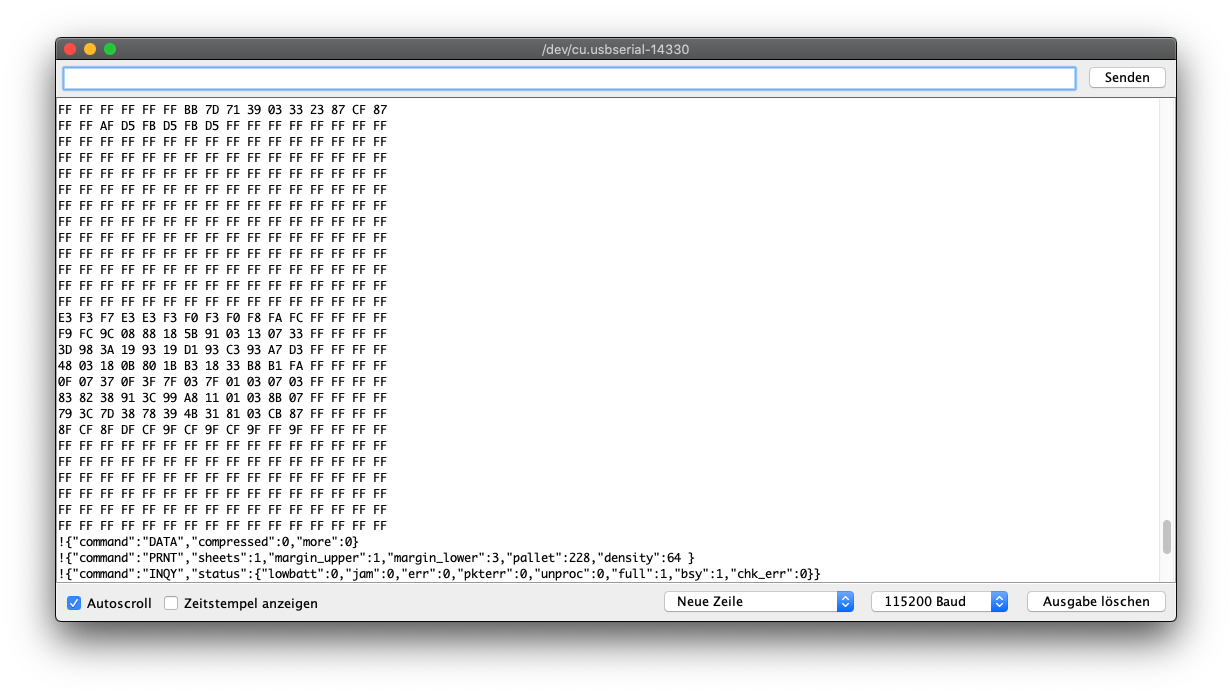 /dev/cu.usbserial-14330
Senden
FF FF FF FF FF FF BB 7D 71 39 03 33 23 87 CF 87
FF FF AF D5 FB D5 FB D5 FF FF FF FF FF FF FF FF
FF FF FF FF FF FF FF FF FF FF FF FF FF FF FF FF
FF FF FF FF FF FF FF FF FF FF FF FF FF FF FF FF
FF FF FF FF FF FF FF FF FF FF FF FF FF FF FF FF
FF FF FF FF FF FF FF FF FF FF FF FF FF FF FF FF
FF FF FF FF FF FF FF FF FF FF FF FF FF FF FF FF
FF FF FF FF FF FF FF FF FF FF FF FF FF FF FF FF
FF FF FF FF FF FF FF FF FF FF FF FF FF FF FF FF
FF FF FF FF FF FF FF FF FF FF FF FF FF FF FF FF
FF FF FF FF FF FF FF FF FF FF FF FF FF FF FF FF
FF FF FF FF FF FF FF FF FF FF FF FF FF FF FF FF
FF FF FF FF FF FF FF FF FF FF FF FF FF FF FF FF
E3 F3 F7 E3 E3 F3 F0 F3 F0 F8 FA FC FF FF FF FF
F9 FC 9C 08 88 18 5B 91 03 13 07 33 FF FF FF FF
3D 98 3A 19 93 19 D1 93 C3 93 A7 D3 FF FF FF FF
48 03 18 0B 80 1B B3 18 33 B8 B1 FA FF FF FF FF
0F 07 37 0F 3F 7F 03 7F 01 03 07 03 FF FF FF FF
83 82 38 91 3C 99 A8 11 01 03 8B 07 FF FF FF FF
79 3C 7D 38 78 39 4B 31 81 03 CB 87 FF FF FF FF
8F CF 8F DF CF 9F CF 9F CF 9F FF 9F FF FF FF FF
FF FF FF FF FF FF FF FF FF FF FF FF FF FF FF FF
FF FF FF FF FF FF FF FF FF FF FF FF FF FF FF FF
FF FF FF FF FF FF FF FF FF FF FF FF FF FF FF FF
FF FF FF FF FF FF FF FF FF FF FF FF FF FF FF FF
FF FF FF FF FF FF FF FF FF FF FF FF FF FF FF FF
FF FF FF FF FF FF FF FF FF FF FF FF FF FF FF FF
!{"command":"DATA","compressed":0,"more":0}
!{"command":"PRNT","sheets":1,"margin_upper":1,"margin_lower":3,"pallet":228,"density":64 }
!{"command":"INQY","status":{"lowbatt":0,"jam":0,"err":0,"pkterr":0,"unproc":0,"full":1,"bsy":1,"chk_err":0}}
Autoscroll Zeitstempel anzeigen Neue Zeile 115200 Baud Ausgabe löschen